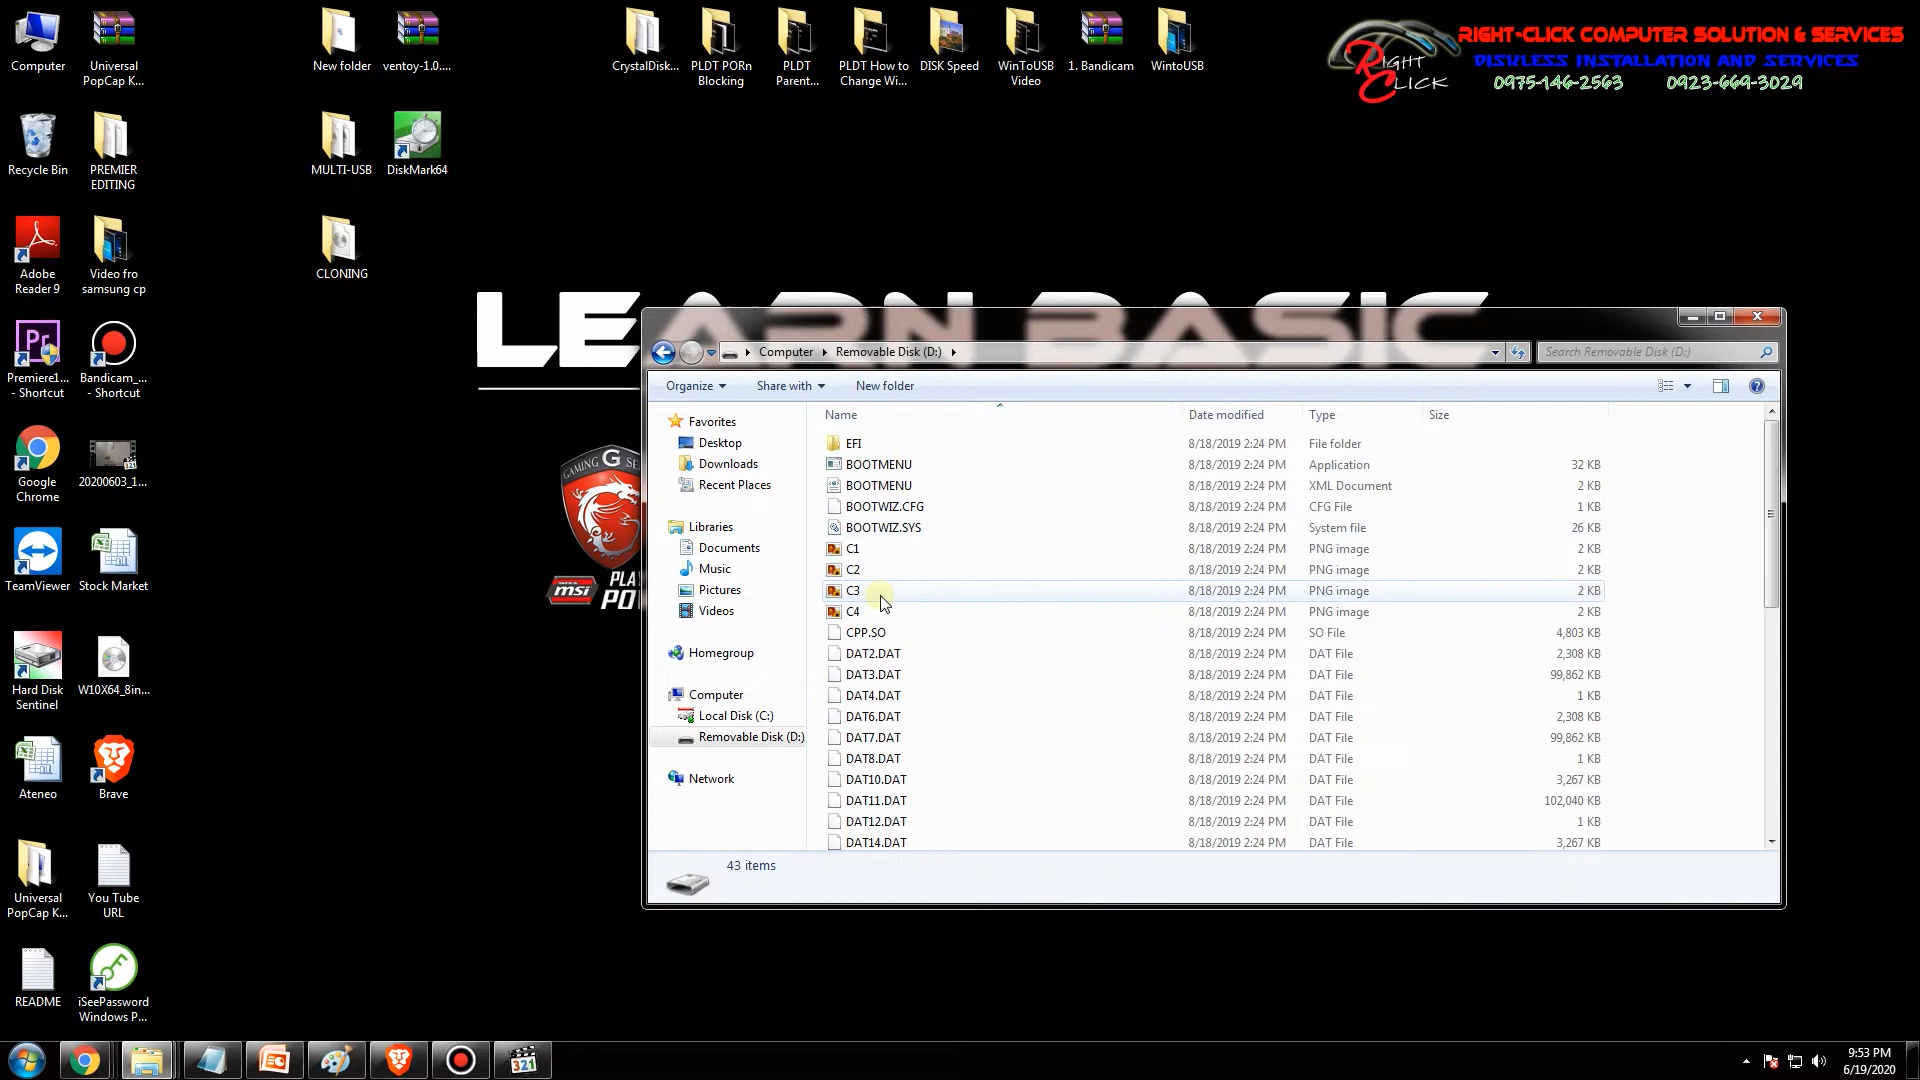 Computer
Universal
PopCap K...
New folder
ventoy-1.0....
CrystalDisk...
PLDT PORn
Blocking
PLDT
Parent...
PLDT How to
Change Wi...
DISK Speed
WinToUSB
Video
1. Bandicam
WintoUSB
RIGHT-CLICK COMPUTER SOLUTION & SERVICES
DISKLESS INSTALLATION AND SERVICES
0975-146-2563 0923-669-3029
Right
Click
Recycle Bin
PREMIER
EDITING
MULTI-USB
DiskMark64
Adobe
Reader 9
Video fro
samsung cp
CLONING
Premiere1...
- Shortcut
Bandicam_...
- Shortcut
Google
Chrome
20200603_1...
TeamViewer
Stock Market
Hard Disk
Sentinel
W10X64_8in...
Ateneo
Brave
Universal
PopCap K...
You Tube
URL
README
iSeePassword
Windows P...
LEARN BASIC
GAMING G SE
msi
PLA
PO
Computer
Removable Disk (D:)
Search Removable Disk (D:)
Organize
Share with
New folder
Favorites
Desktop
Downloads
Recent Places
Libraries
Documents
Music
Pictures
Videos
Homegroup
Computer
Local Disk (C:)
Removable Disk (D:)
Network
Name Date modified Type Size
EFI 8/18/2019 2:24 PM File folder
BOOTMENU 8/18/2019 2:24 PM Application 32 KB
BOOTMENU 8/18/2019 2:24 PM XML Document 2 KB
BOOTWIZ.CFG 8/18/2019 2:24 PM CFG File 1 KB
BOOTWIZ.SYS 8/18/2019 2:24 PM System file 26 KB
C1 8/18/2019 2:24 PM PNG image 2 KB
C2 8/18/2019 2:24 PM PNG image 2 KB
C3 8/18/2019 2:24 PM PNG image 2 KB
C4 8/18/2019 2:24 PM PNG image 2 KB
CPP.SO 8/18/2019 2:24 PM SO File 4,803 KB
DAT2.DAT 8/18/2019 2:24 PM DAT File 2,308 KB
DAT3.DAT 8/18/2019 2:24 PM DAT File 99,862 KB
DAT4.DAT 8/18/2019 2:24 PM DAT File 1 KB
DAT6.DAT 8/18/2019 2:24 PM DAT File 2,308 KB
DAT7.DAT 8/18/2019 2:24 PM DAT File 99,862 KB
DAT8.DAT 8/18/2019 2:24 PM DAT File 1 KB
DAT10.DAT 8/18/2019 2:24 PM DAT File 3,267 KB
DAT11.DAT 8/18/2019 2:24 PM DAT File 102,040 KB
DAT12.DAT 8/18/2019 2:24 PM DAT File 1 KB
DAT14.DAT 8/18/2019 2:24 PM DAT File 3,267 KB
43 items
321
9:53 PM
6/19/2020